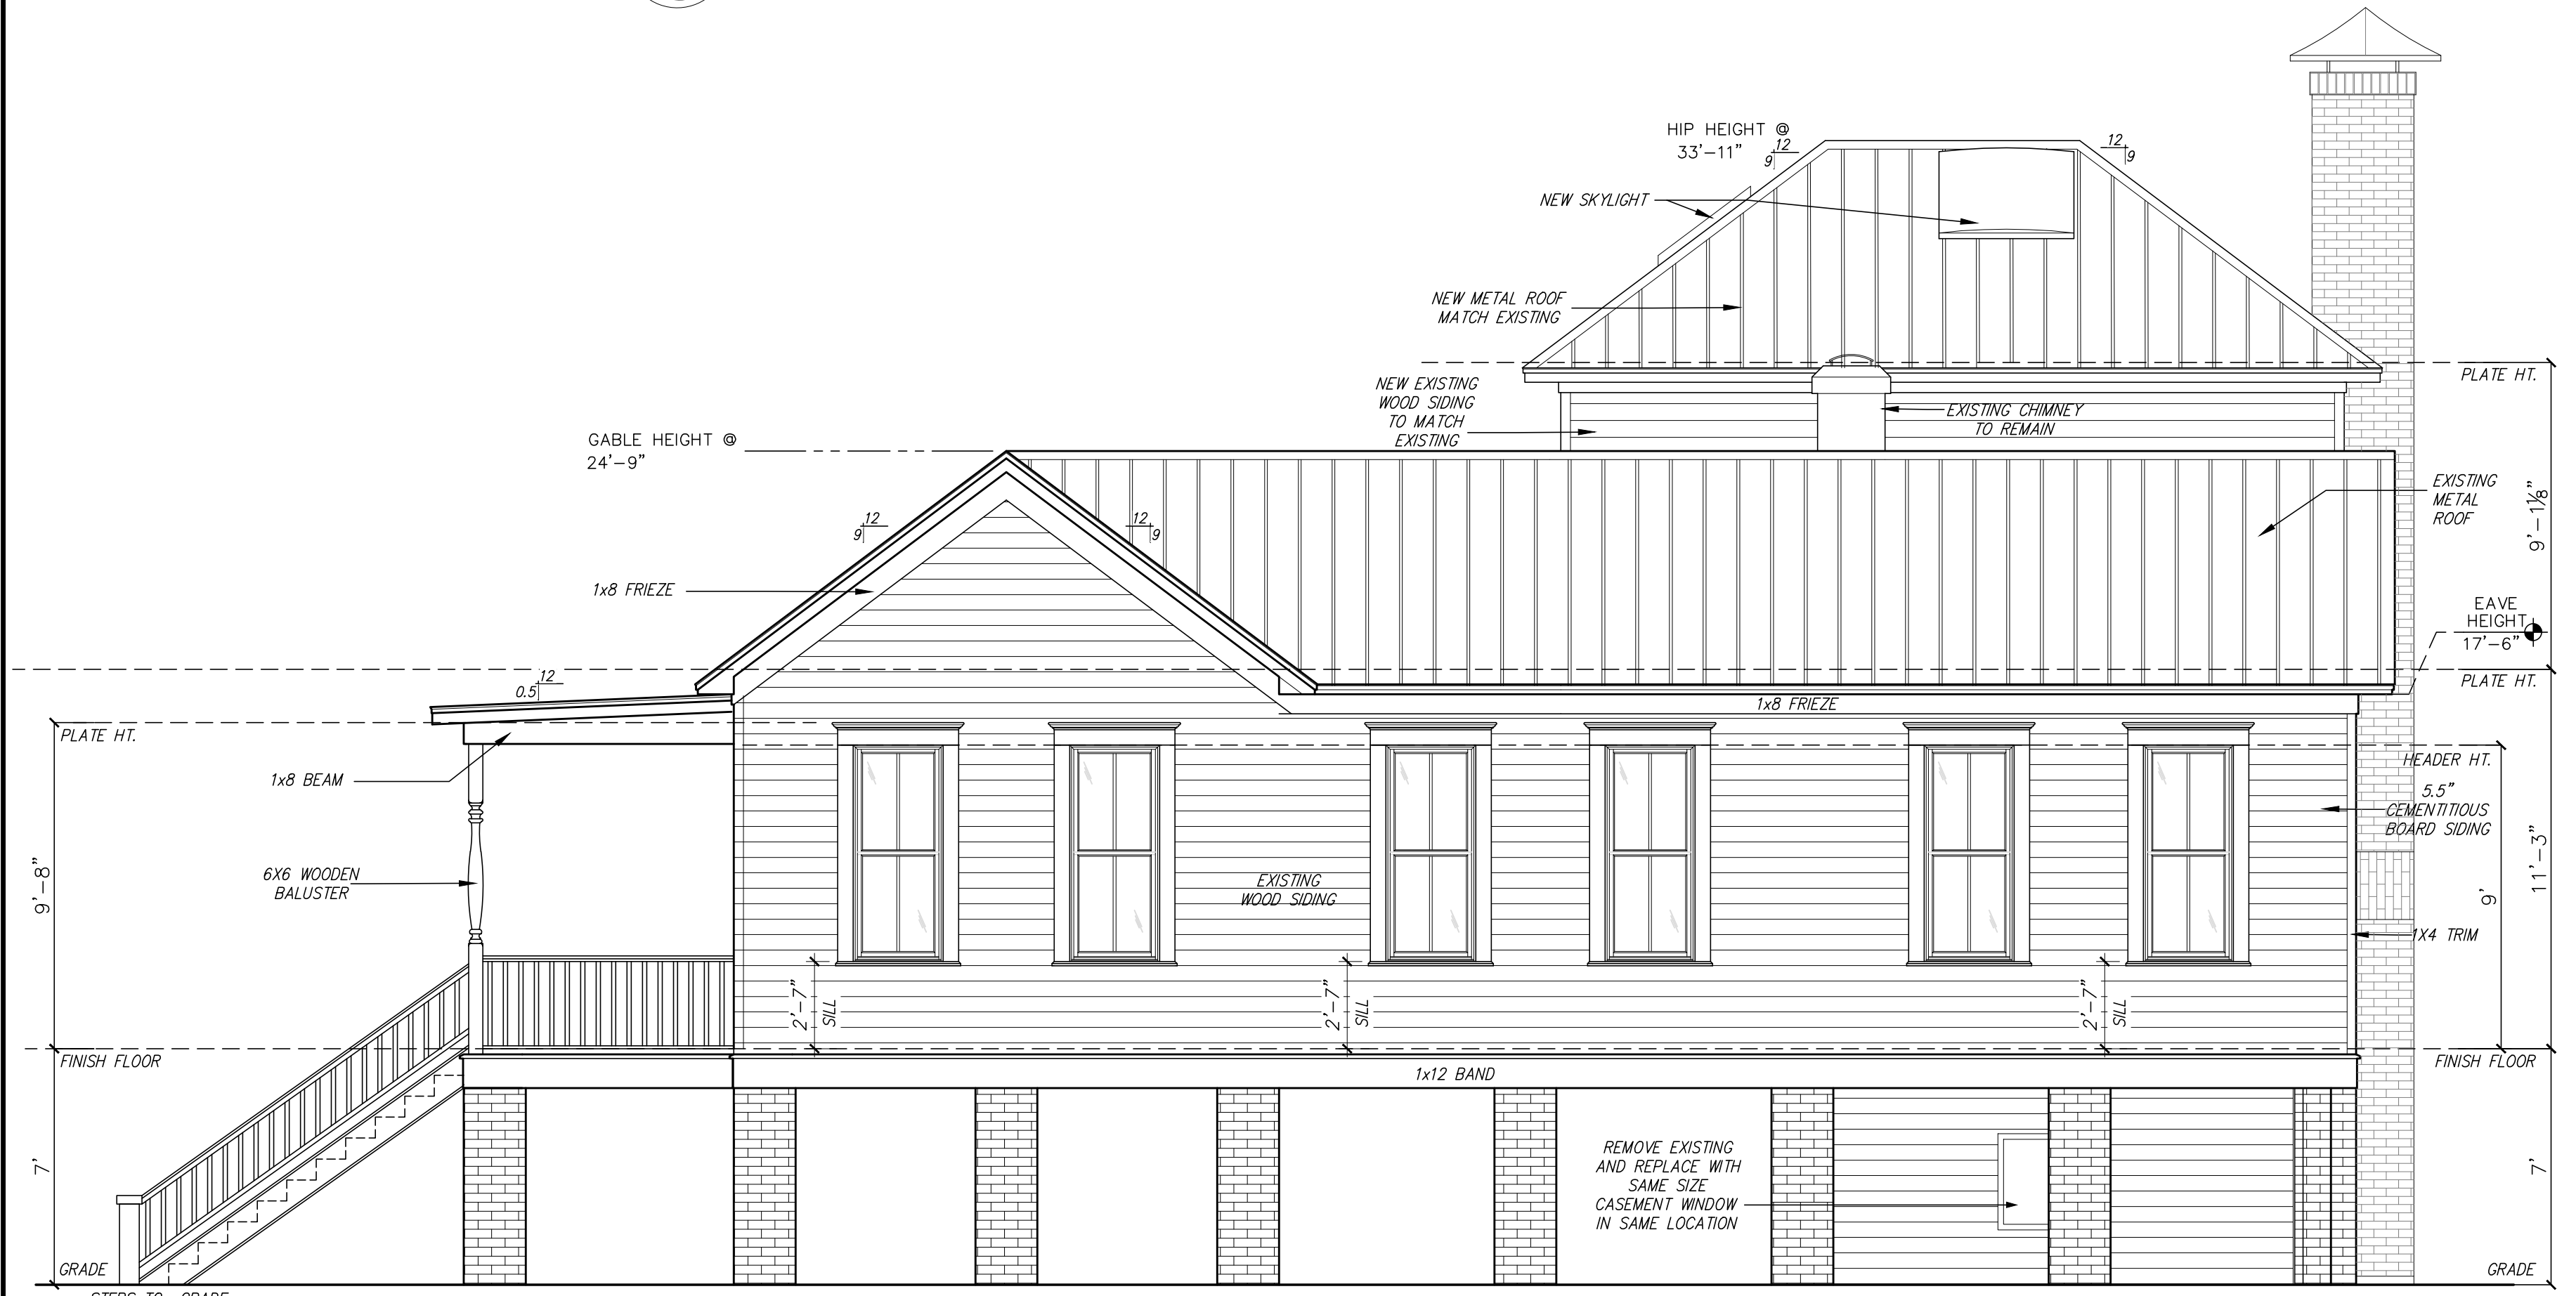 HIP HEIGHT @
33'-11"
12
9
12
9
NEW SKYLIGHT
NEW METAL ROOF
MATCH EXISTING
PLATE HT.
NEW EXISTING
WOOD SIDING
TO MATCH
EXISTING
EXISTING CHIMNEY
TO REMAIN
GABLE HEIGHT @
24'-9"
EXISTING
METAL
ROOF
9'-1⅛"
12
9
12
9
1x8 FRIEZE
EAVE
HEIGHT
17'-6"
12
0.5
PLATE HT.
1x8 FRIEZE
PLATE HT.
1x8 BEAM
HEADER HT.
5.5"
CEMENTITIOUS
BOARD SIDING
9'-8"
6X6 WOODEN
BALUSTER
EXISTING
WOOD SIDING
9'
11'-3"
1X4 TRIM
2'-7"
SILL
2'-7"
SILL
2'-7"
SILL
FINISH FLOOR
FINISH FLOOR
1x12 BAND
7'
REMOVE EXISTING
AND REPLACE WITH
SAME SIZE
CASEMENT WINDOW
IN SAME LOCATION
7'
GRADE
GRADE
STEPS TO GRADE